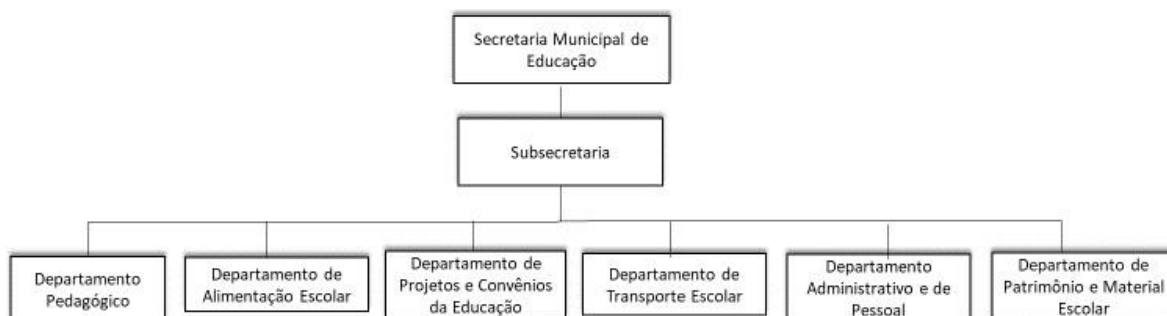 Secretaria Municipal de
Educação
Subsecretaria
Departamento
Pedagógico
Departamento de
Alimentação Escolar
Departamento de
Projetos e Convênios
da Educação
Departamento de
Transporte Escolar
Departamento
Administrativo e de
Pessoal
Departamento de
Patrimônio e Material
Escolar